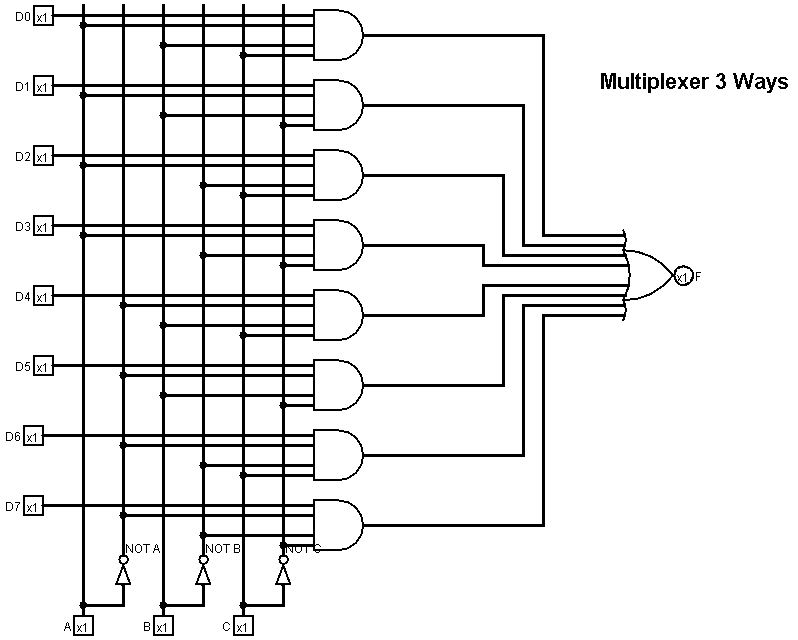 D0 x1
Multiplexer 3 Ways
D1 x1
D2 x1
D3 x1
x1 F
D4 x1
D5 x1
D6 x1
D7 x1
NOT A NOT B NOT C
A x1 B x1 C x1